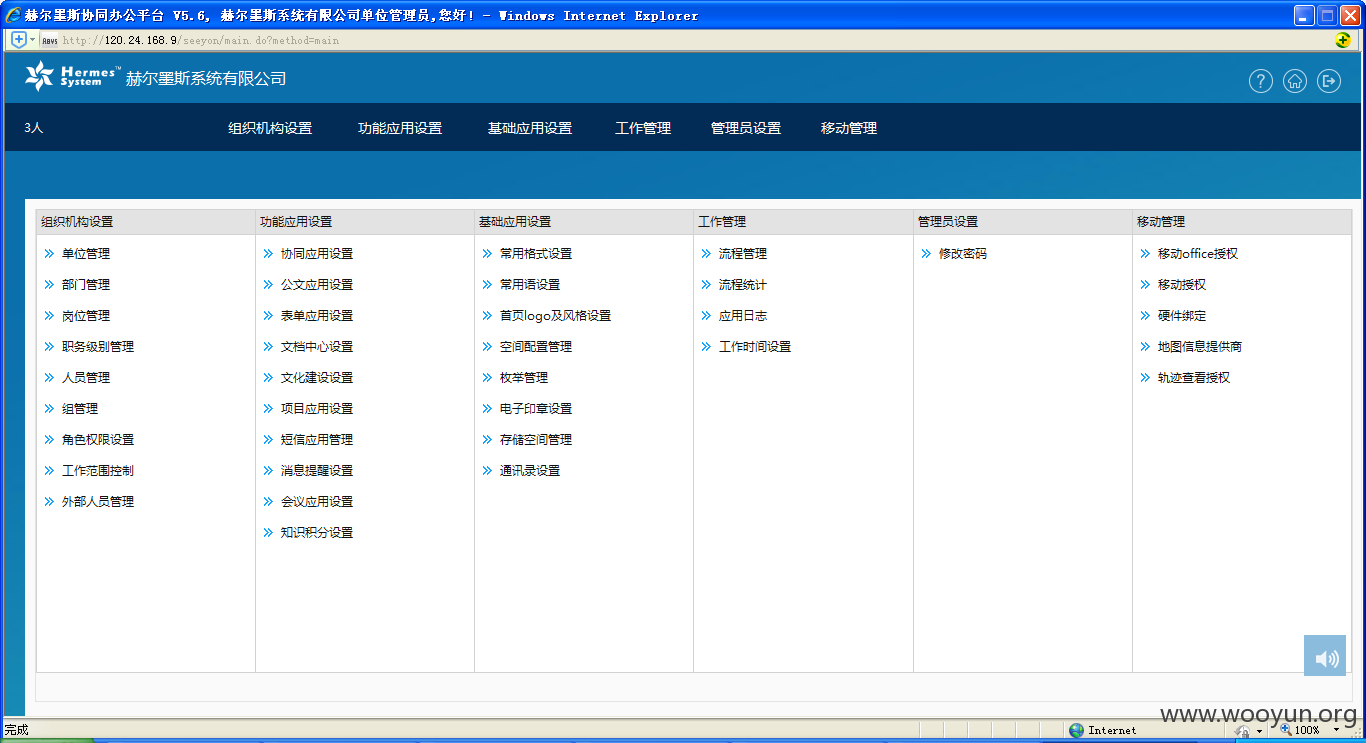 赫尔墨斯协同办公平台 V5.6, 赫尔墨斯系统有限公司单位管理员,您好! - Windows Internet Explorer
http://120.24.168.9/seeyon/main.do?method=main
Hermes™ System 赫尔墨斯系统有限公司
3人 组织机构设置 功能应用设置 基础应用设置 工作管理 管理员设置 移动管理
组织机构设置 功能应用设置 基础应用设置 工作管理 管理员设置 移动管理
单位管理 协同应用设置 常用格式设置 流程管理 修改密码 移动office授权
部门管理 公文应用设置 常用语设置 流程统计 移动授权
岗位管理 表单应用设置 首页logo及风格设置 应用日志 硬件绑定
职务级别管理 文档中心设置 空间配置管理 工作时间设置 地图信息提供商
人员管理 文化建设设置 枚举管理 轨迹查看授权
组管理 项目应用设置 电子印章设置
角色权限设置 短信应用管理 存储空间管理
工作范围控制 消息提醒设置 通讯录设置
外部人员管理 会议应用设置
知识积分设置
www.wooyun.org
完成 Internet 100%